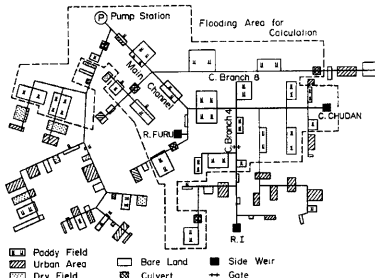 P Pump Station
Flooding Area for
Calculation
Main Channel
C. Branch 8
C. Branch 4
C. CHUDAN
R. FURU
R. I
Paddy Field
Bare Land
Side Weir
Urban Area
Culvert
Gate
Dry Field